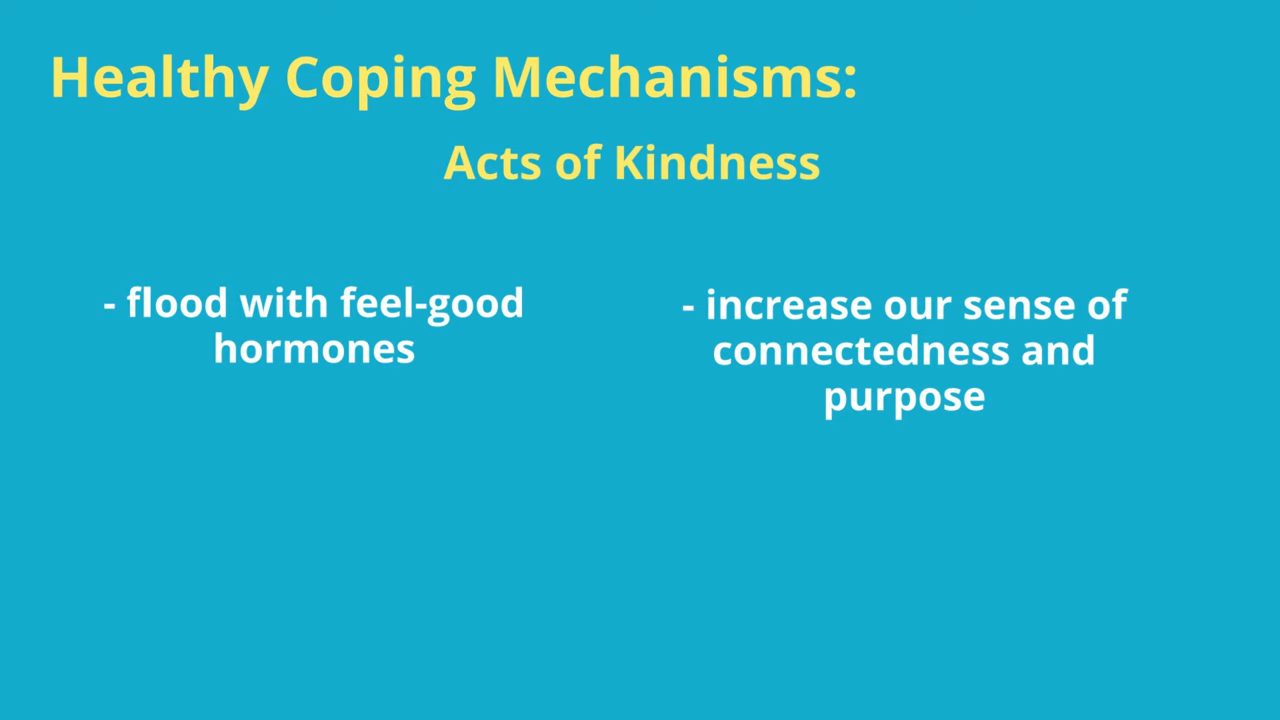 Healthy Coping Mechanisms:
Acts of Kindness
- flood with feel-good
hormones
- increase our sense of
connectedness and
purpose